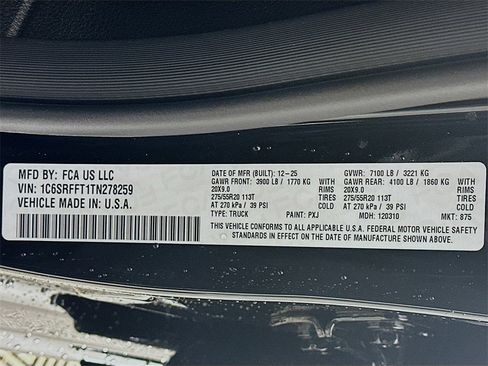 MFD BY: FCA US LLC
VIN: 1C6SRFFT1TN278259
VEHICLE MADE IN: U.S.A.
MFR DATE (BUILT): 12-25 GVWR: 7100 LB / 3221 KG
GAWR FRONT: 3900 LB / 1770 KG GAWR REAR: 4100 LB / 1860 KG
20X9.0 RIMS 20X9.0 RIMS
275/55R20 113T TIRES 275/55R20 113T TIRES
AT 270 kPa / 39 PSI COLD AT 270 kPa / 39 PSI COLD
TYPE: TRUCK PAINT: PXJ MDH: 120310 MKT: 875
THIS VEHICLE CONFORMS TO ALL APPLICABLE U.S.A. FEDERAL MOTOR VEHICLE SAFETY
STANDARDS IN EFFECT ON THE DATE OF MANUFACTURE SHOWN ABOVE.